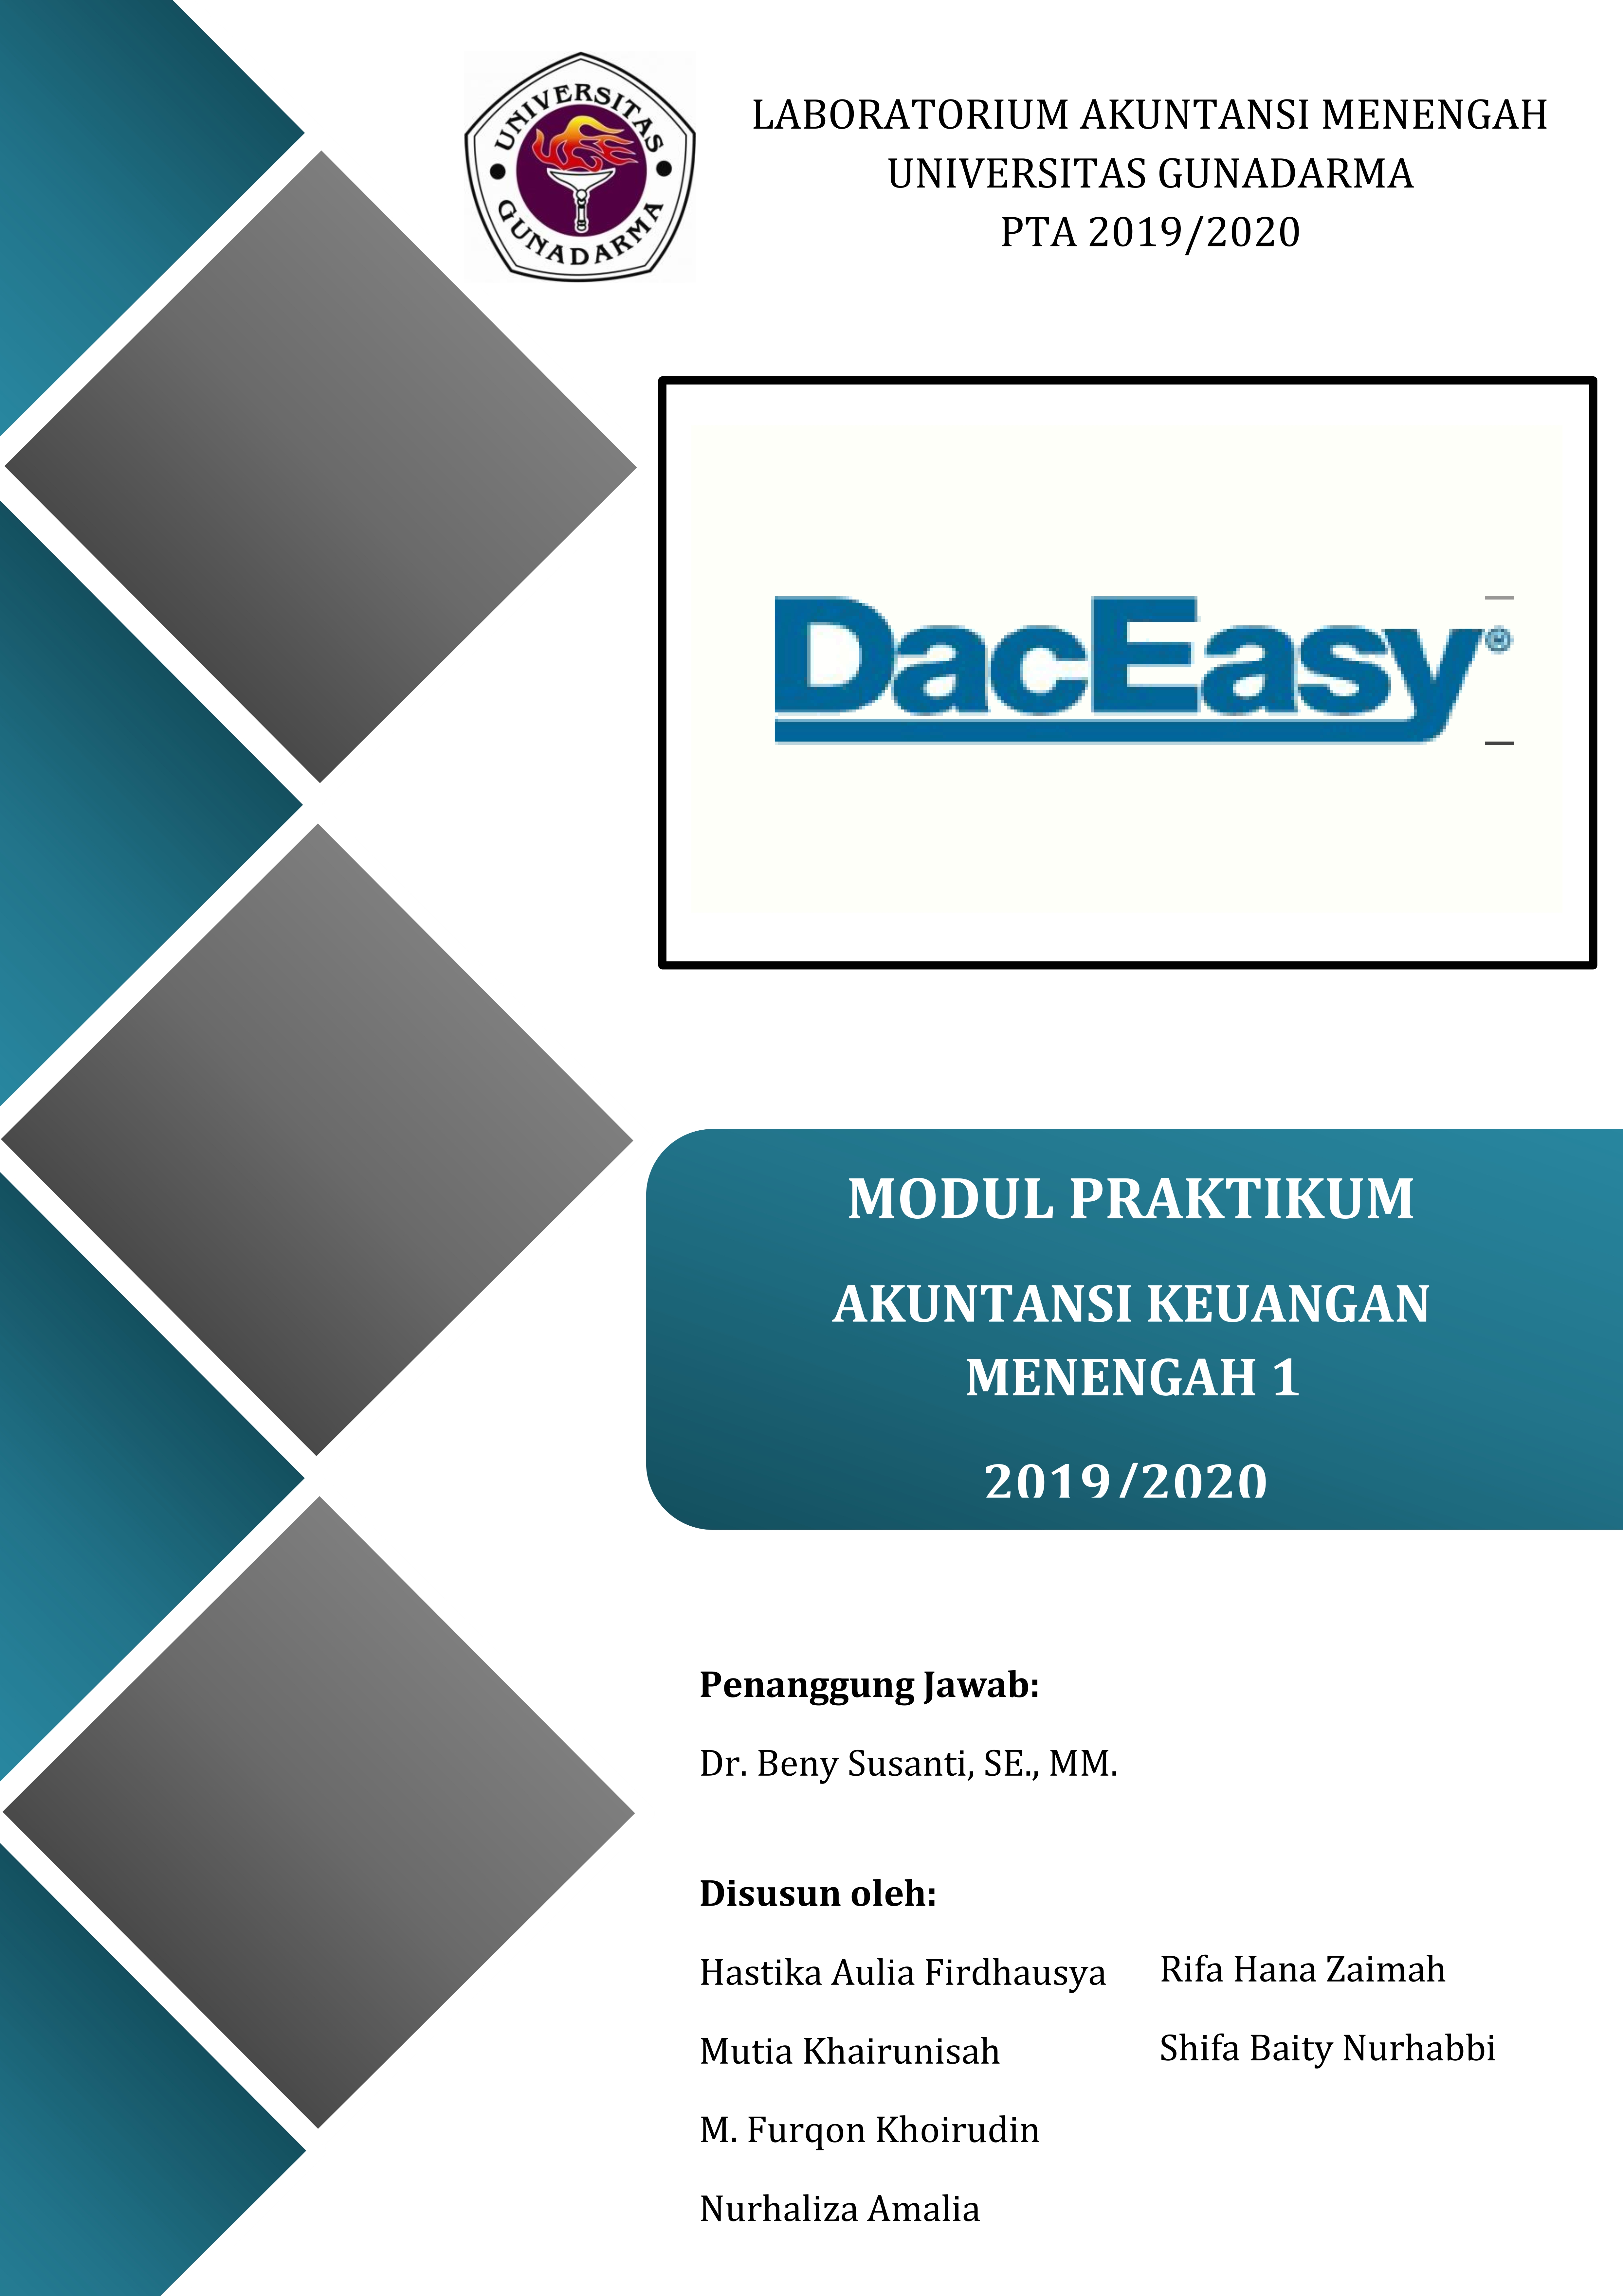 UNIVERSITAS
GUNADARMA
LABORATORIUM AKUNTANSI MENENGAH
UNIVERSITAS GUNADARMA
PTA 2019/2020
DacEasy®
MODUL PRAKTIKUM
AKUNTANSI KEUANGAN
MENENGAH 1
2019/2020
Penanggung Jawab:
Dr. Beny Susanti, SE., MM.
Disusun oleh:
Hastika Aulia Firdhausya
Mutia Khairunisah
M. Furqon Khoirudin
Nurhaliza Amalia
Rifa Hana Zaimah
Shifa Baity Nurhabbi